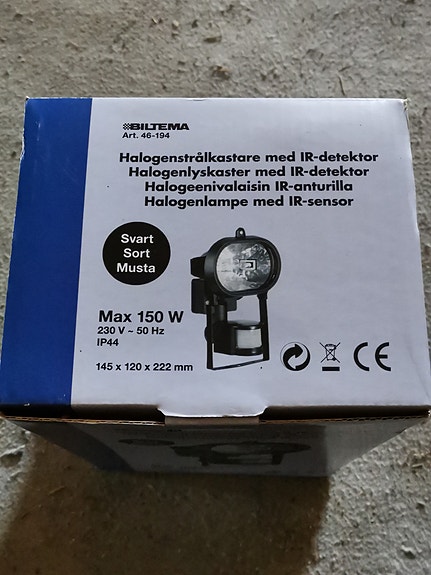 BILTEMA
Art. 46-194
Halogenstrålkastare med IR-detektor
Halogenlyskaster med IR-detektor
Halogeenivalaisin IR-anturilla
Halogenlampe med IR-sensor
Svart
Sort
Musta
Max 150 W
230 V ~ 50 Hz
IP44
145 x 120 x 222 mm
CE